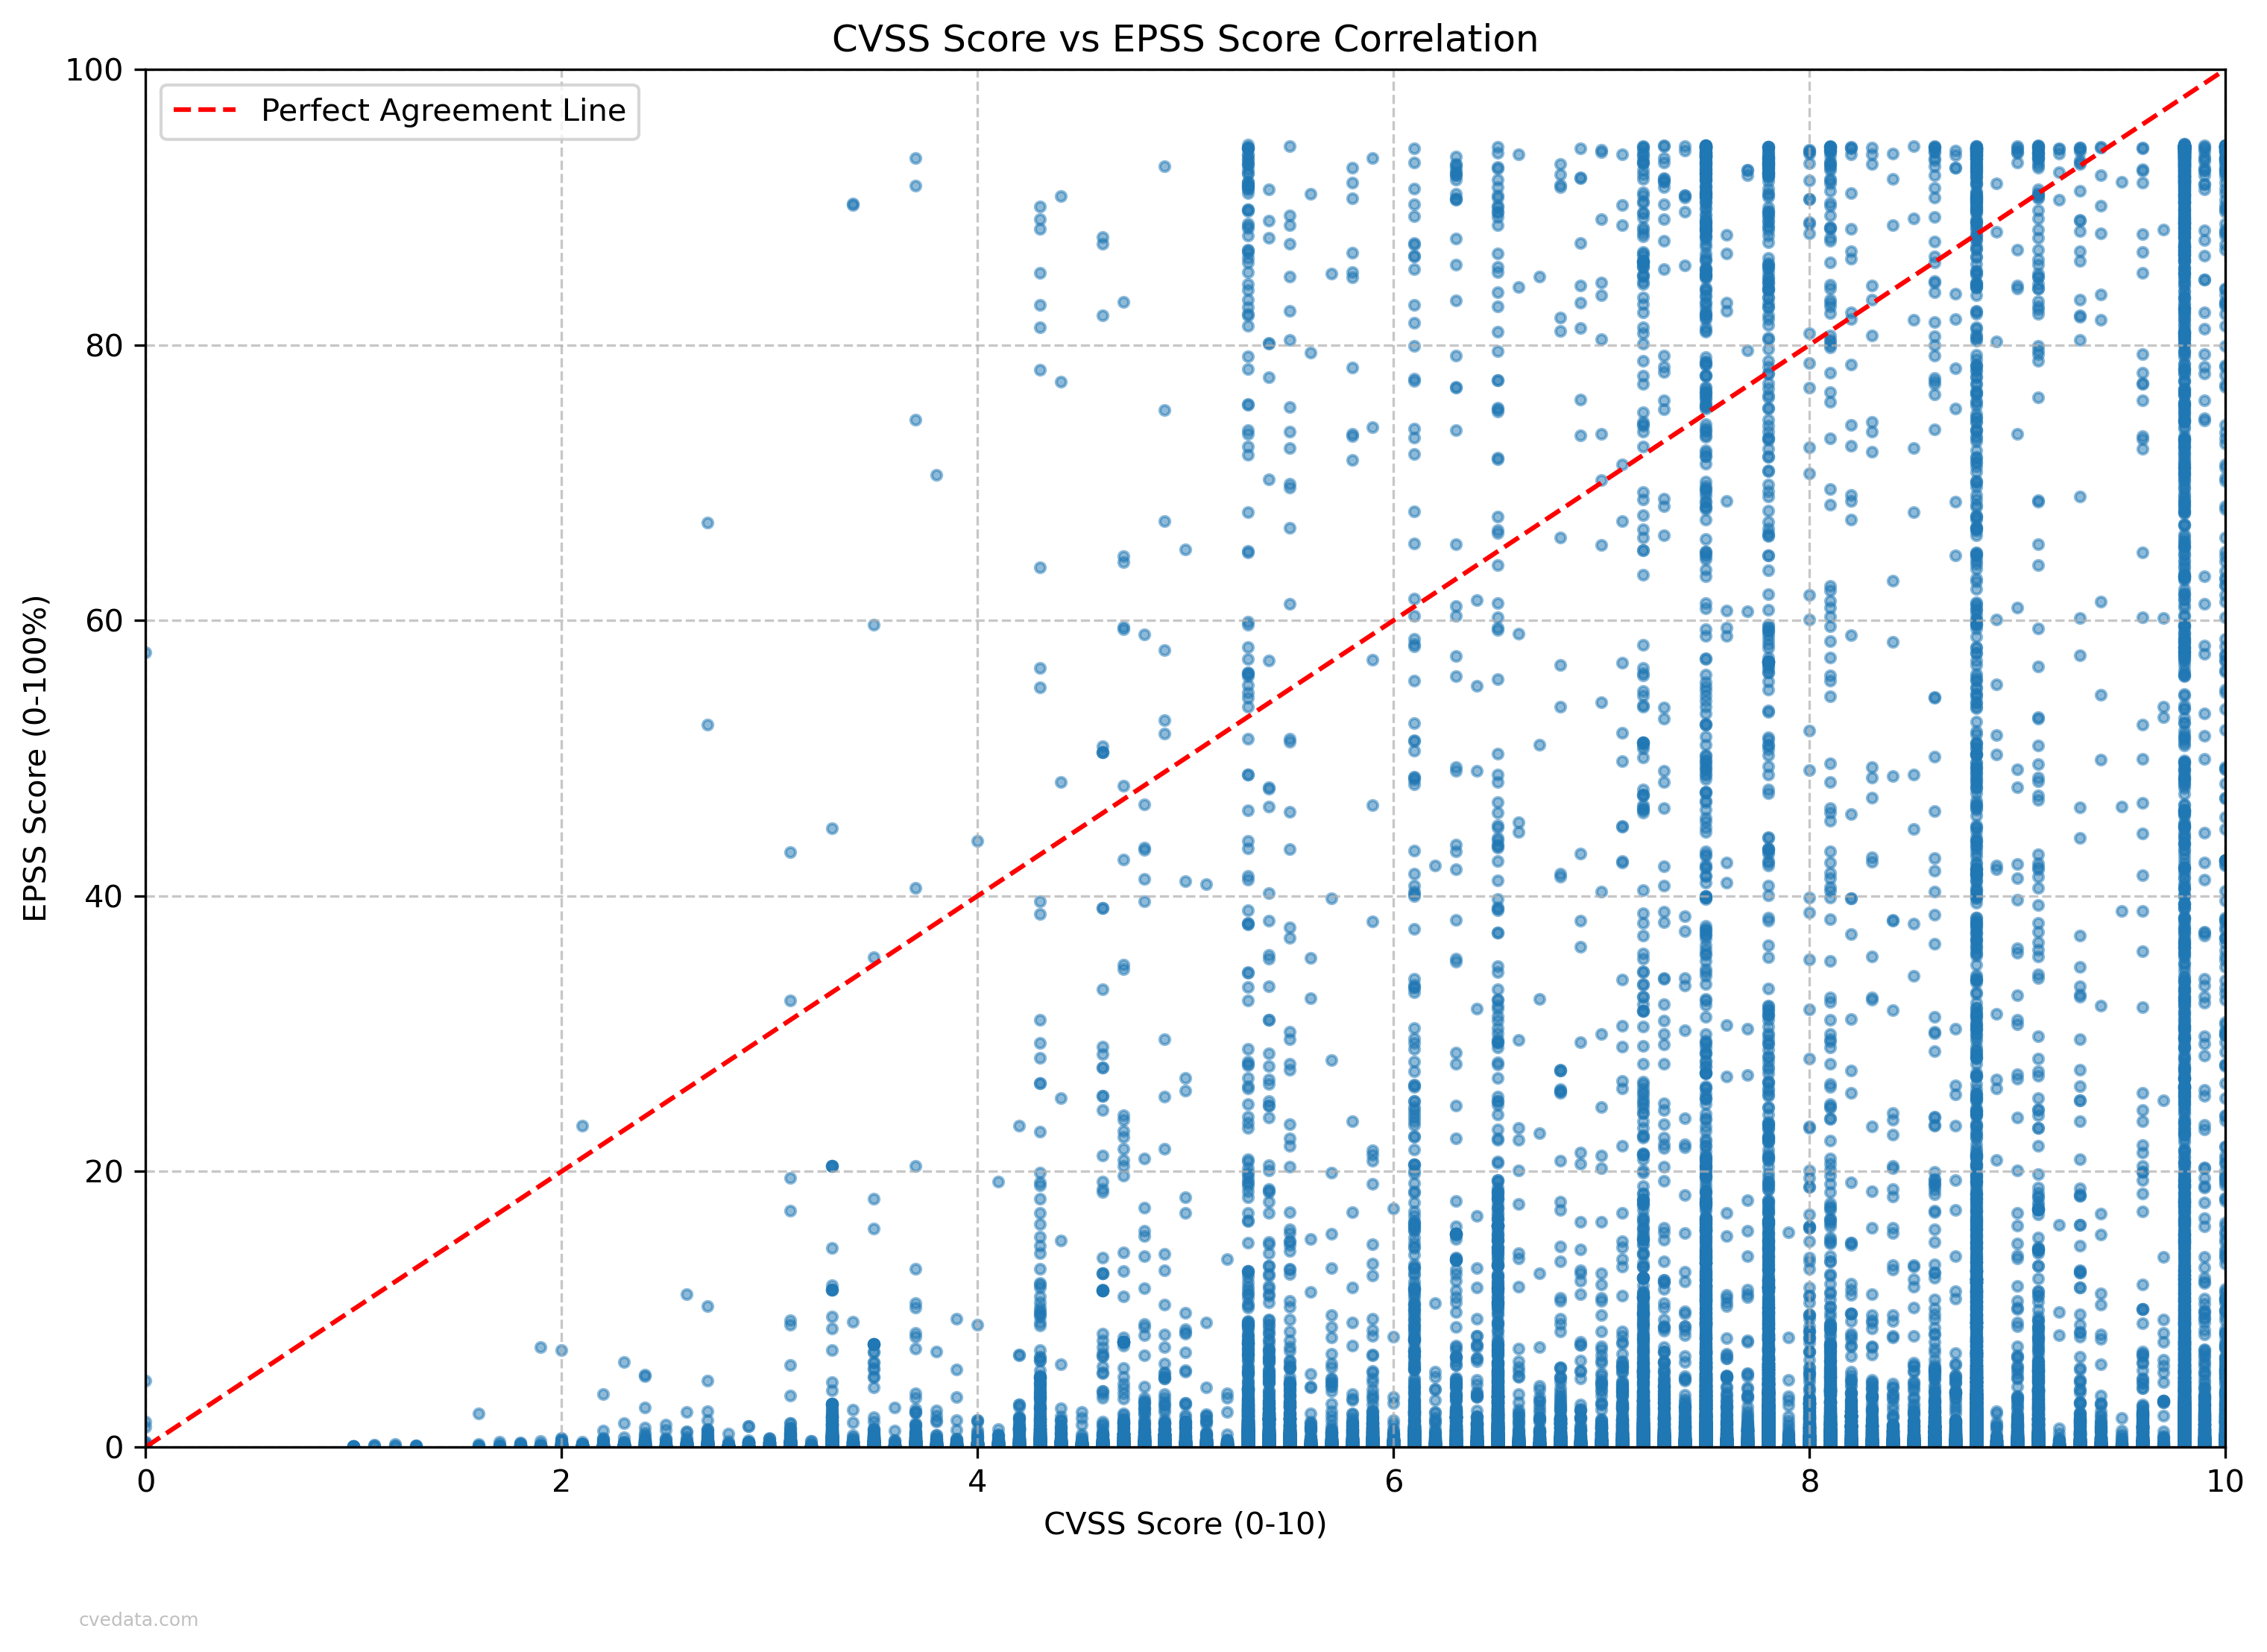 CVSS Score vs EPSS Score Correlation
Perfect Agreement Line
100
80
60
40
20
0
EPSS Score (0-100%)
0 2 4 6 8 10
CVSS Score (0-10)
cvedata.com